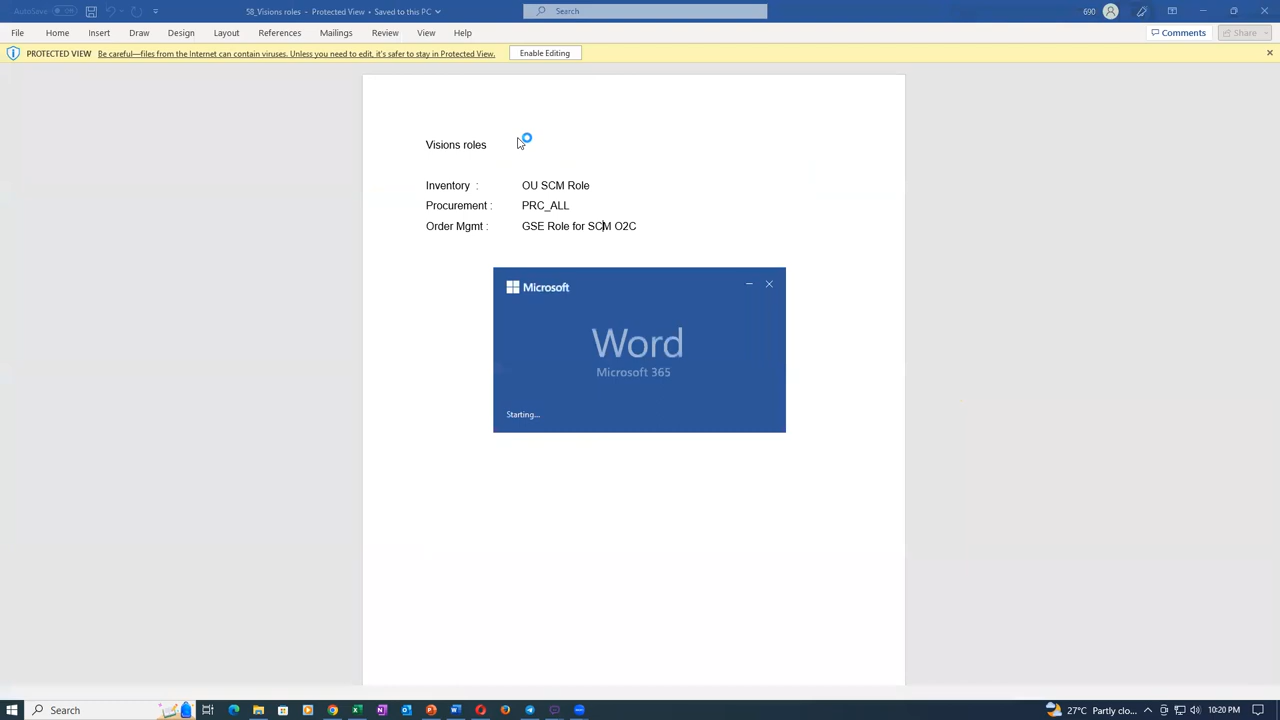 AutoSave Off 58_Visions roles - Protected View • Saved to this PC Search 690
File Home Insert Draw Design Layout References Mailings Review View Help Comments Share
PROTECTED VIEW Be careful—files from the Internet can contain viruses. Unless you need to edit, it's safer to stay in Protected View. Enable Editing
Visions roles
Inventory : OU SCM Role
Procurement : PRC_ALL
Order Mgmt : GSE Role for SCM O2C
Microsoft
Word
Microsoft 365
Starting...
Search 27°C Partly clo... 10:20 PM